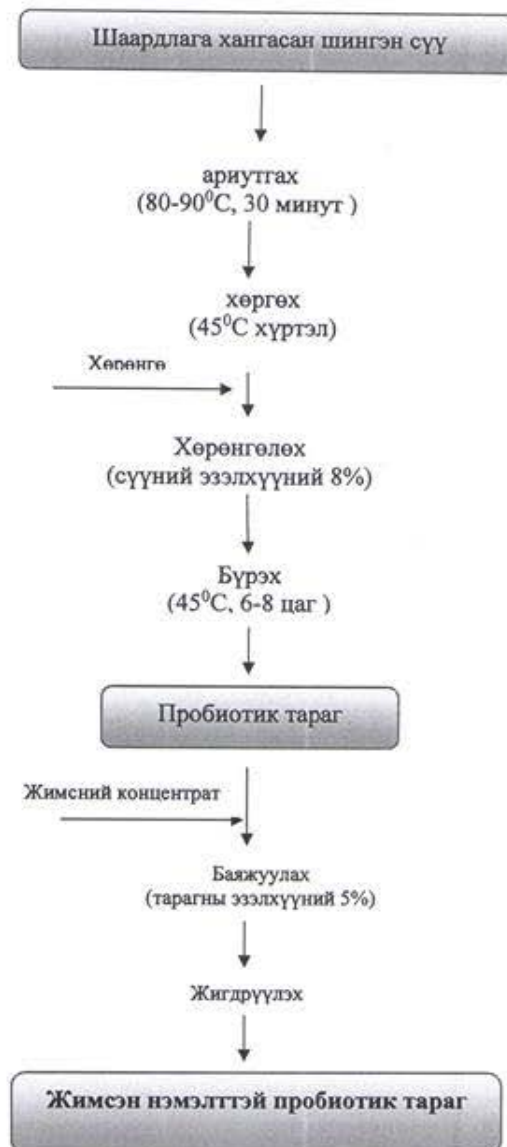 Шаардлага хангасан шингэн сүү
ариутгах
(80-90⁰С, 30 минут )
хөргөх
(45⁰С хүртэл)
Хөрөнгө
Хөрөнгөлөх
(сүүний эзэлхүүний 8%)
Бүрэх
(45⁰С, 6-8 цаг )
Пробиотик тараг
Жимсний концентрат
Баяжуулах
(тарагны эзэлхүүний 5%)
Жигдрүүлэх
Жимсэн нэмэлттэй пробиотик тараг